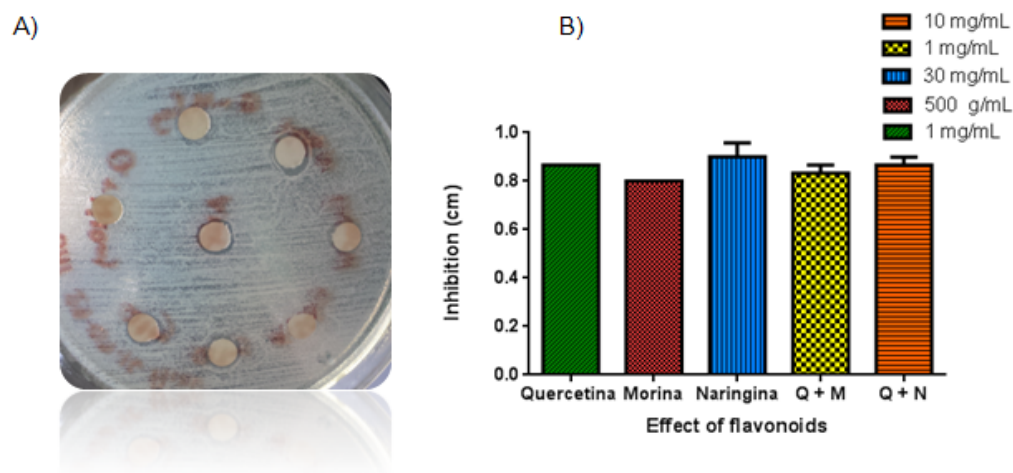 A)
B)
10 mg/mL
1 mg/mL
30 mg/mL
500 g/mL
1 mg/mL
1.0
0.8
0.6
0.4
0.2
0.0
Inhibition (cm)
Quercetina Morina Naringina Q + M Q + N
Effect of flavonoids